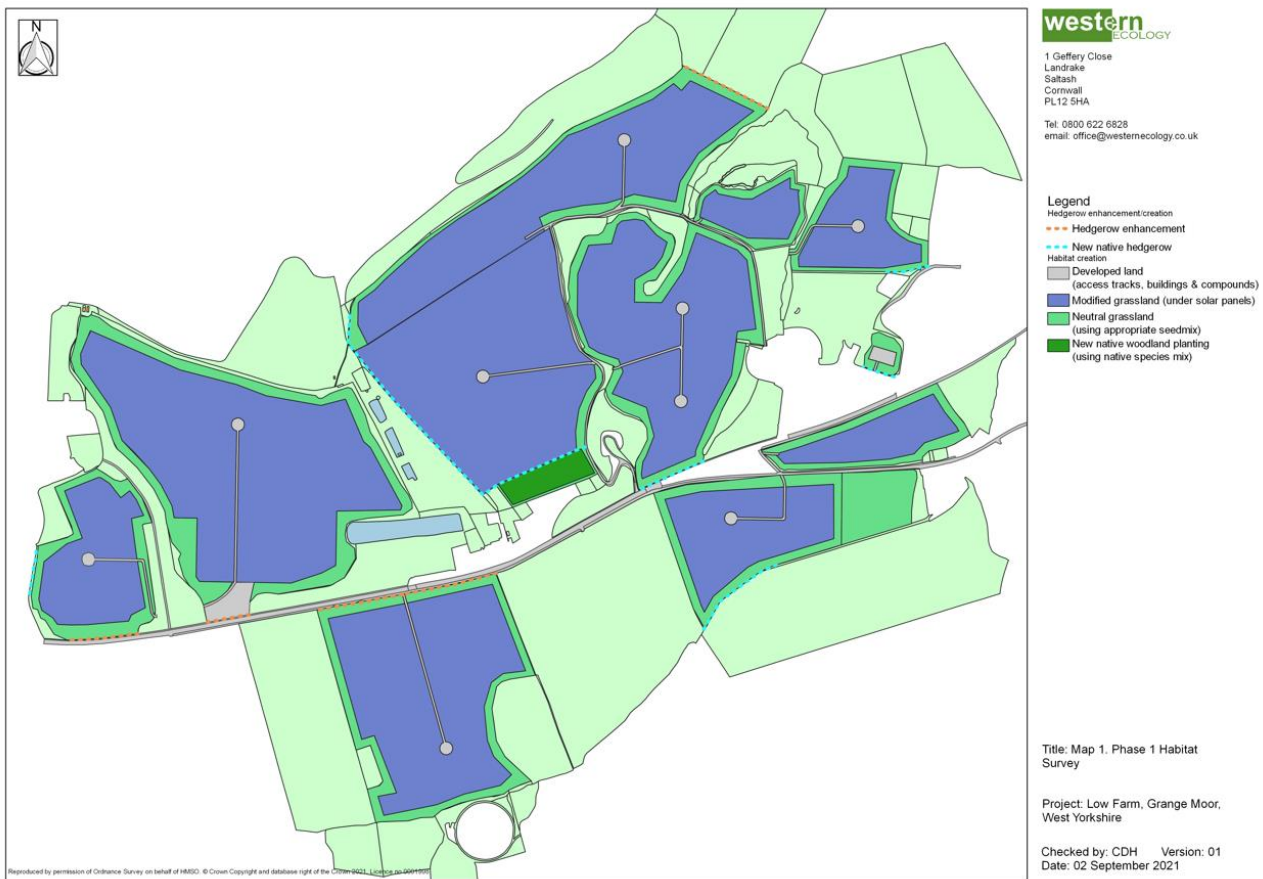 N
western
ECOLOGY
1 Geffery Close
Landrake
Saltash
Cornwall
PL12 5HA
Tel: 0800 622 6828
email: office@westernecology.co.uk
Legend
Hedgerow enhancement/creation
Hedgerow enhancement
New native hedgerow
Habitat creation
Developed land
(access tracks, buildings & compounds)
Modified grassland (under solar panels)
Neutral grassland
(using appropriate seedmix)
New native woodland planting
(using native species mix)
Title: Map 1. Phase 1 Habitat
Survey
Project: Low Farm, Grange Moor,
West Yorkshire
Checked by: CDH Version: 01
Date: 02 September 2021
Reproduced by permission of Ordnance Survey on behalf of HMSO. © Crown Copyright and database right of the Crown 2021. Licence no